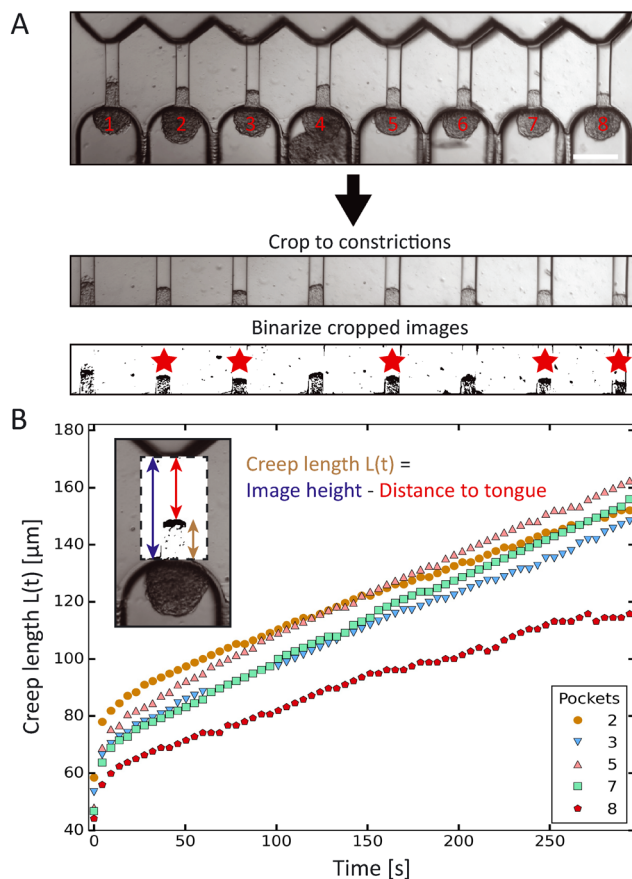 A
1 2 3 4 5 6 7 8
Crop to constrictions
Binarize cropped images
B
180
160
140
120
100
80
60
40
Creep length L(t) [μm]
Creep length L(t) =
Image height - Distance to tongue
Pockets
2
3
5
7
8
0 50 100 150 200 250
Time [s]